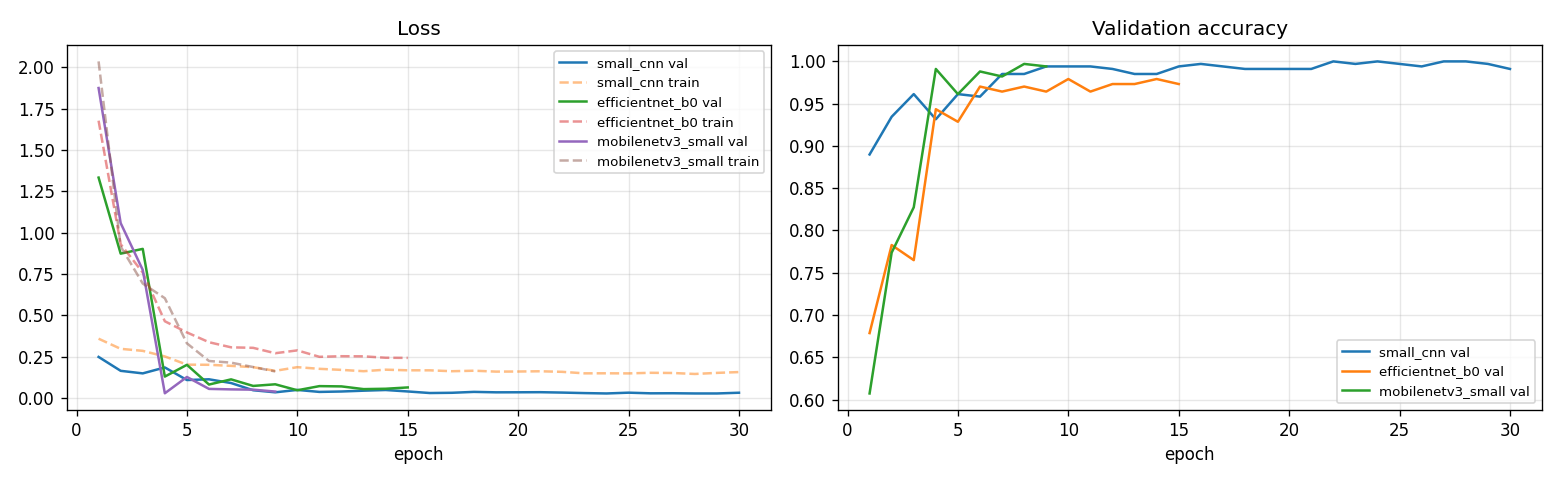 Loss
2.00
1.75
1.50
1.25
1.00
0.75
0.50
0.25
0.00
0 5 10 15 20 25 30
epoch
small_cnn val
small_cnn train
efficientnet_b0 val
efficientnet_b0 train
mobilenetv3_small val
mobilenetv3_small train
Validation accuracy
1.00
0.95
0.90
0.85
0.80
0.75
0.70
0.65
0.60
0 5 10 15 20 25 30
epoch
small_cnn val
efficientnet_b0 val
mobilenetv3_small val